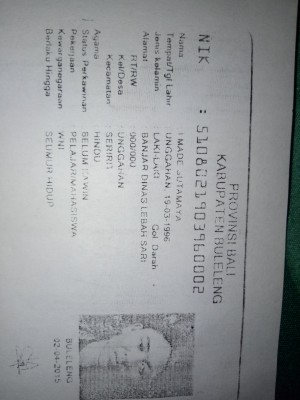 PROVINSI BALI
KABUPATEN BULELENG
NIK : 5108021903960002
Nama I MADE SUTAMAYA
Tempat/Tgl Lahir UNGGAHAN, 19-03-1996
Jenis kelamin LAKI-LAKI Gol Darah -
Alamat BANJAR DINAS LEBAH SARI
RT/RW 000/000
Kel/Desa UNGGAHAN
Kecamatan SERIRIT
Agama HINDU
Status Perkawinan BELUM KAWIN
Pekerjaan PELAJAR/MAHASISWA
Kewarganegaraan WNI
Berlaku Hingga SEUMUR HIDUP
BULELENG
02-04-2015